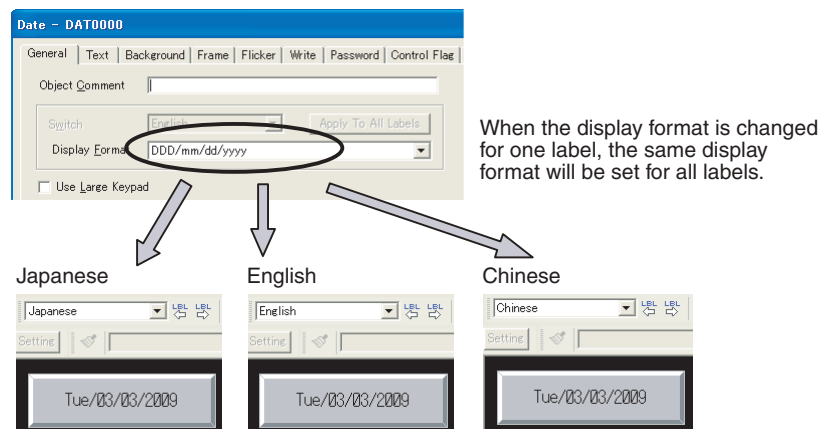 Date - DAT0000
General Text Background Frame Flicker Write Password Control Flag
Object Comment
Switch English Apply To All Labels
Display Format DDD/mm/dd/yyyy
Use Large Keypad
When the display format is changed
for one label, the same display
format will be set for all labels.
Japanese English Chinese
Japanese LBL LBL English LBL LBL Chinese LBL LBL
Setting Setting Setting
Tue/03/03/2009 Tue/03/03/2009 Tue/03/03/2009